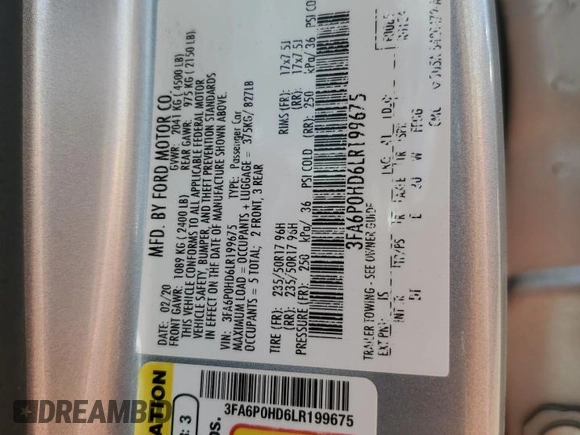 MFD. BY FORD MOTOR CO.
02/20 GVWR: 2041 KG (4500 LB)
FRONT GAWR: 1089 KG (2400 LB) REAR GAWR: 975 KG (2150 LB)
THIS VEHICLE CONFORMS TO ALL APPLICABLE FEDERAL MOTOR
VEHICLE SAFETY, BUMPER, AND THEFT PREVENTION STANDARDS
IN EFFECT ON THE DATE OF MANUFACTURE SHOWN ABOVE.
VIN: 3FA6P0HD6LR199675 TYPE: Passenger Car
MAXIMUM LOAD = OCCUPANTS + LUGGAGE = 375KG/ 827LB
OCCUPANTS = 5 TOTAL: 2 FRONT, 3 REAR
TIRE (FR): 235/50R17 96H RIMS (FR): 17x7.5J
(RR): 235/50R17 96H (RR): 17x7.5J
PRESSURE (FR): 250 kPa/ 36 PSI COLD (RR): 250 kPa/ 36 PSI CO
3FA6P0HD6LR199675
TRAILER TOWING - SEE OWNER GUIDE
EXT PNT:
3FA6P0HD6LR199675
: 3
DREAMBID